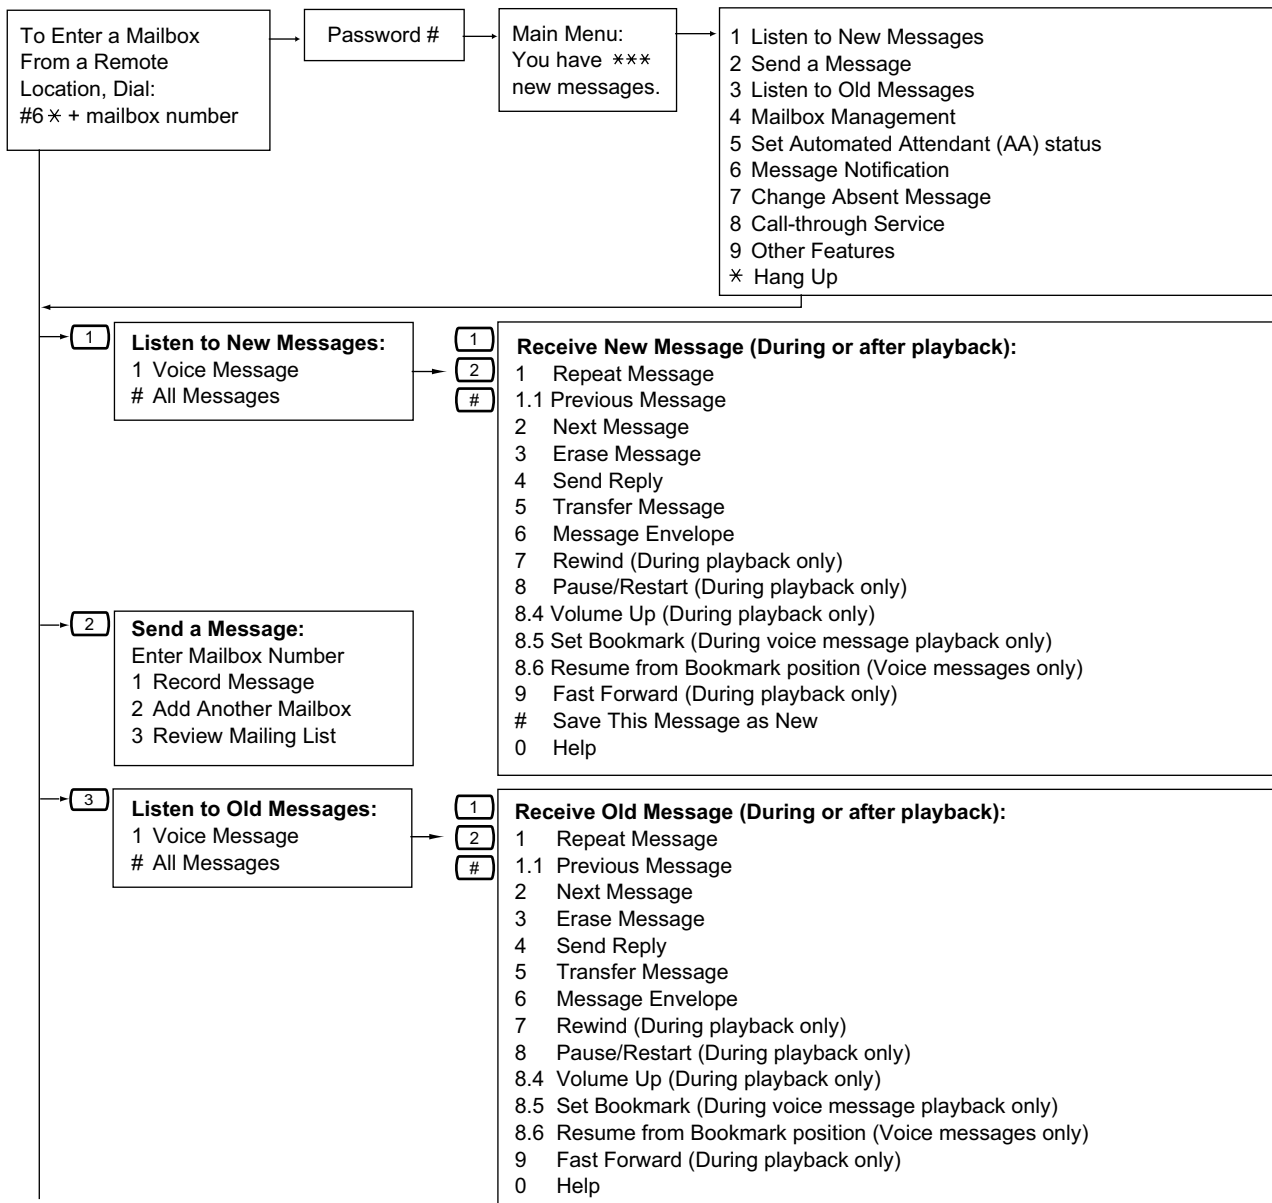 To Enter a Mailbox
From a Remote
Location, Dial:
#6 * + mailbox number
Password #
Main Menu:
You have ***
new messages.
1 Listen to New Messages
2 Send a Message
3 Listen to Old Messages
4 Mailbox Management
5 Set Automated Attendant (AA) status
6 Message Notification
7 Change Absent Message
8 Call-through Service
9 Other Features
* Hang Up
1
Listen to New Messages:
1 Voice Message
# All Messages
1
2
#
Receive New Message (During or after playback):
1 Repeat Message
1.1 Previous Message
2 Next Message
3 Erase Message
4 Send Reply
5 Transfer Message
6 Message Envelope
7 Rewind (During playback only)
8 Pause/Restart (During playback only)
8.4 Volume Up (During playback only)
8.5 Set Bookmark (During voice message playback only)
8.6 Resume from Bookmark position (Voice messages only)
9 Fast Forward (During playback only)
# Save This Message as New
0 Help
2
Send a Message:
Enter Mailbox Number
1 Record Message
2 Add Another Mailbox
3 Review Mailing List
3
Listen to Old Messages:
1 Voice Message
# All Messages
1
2
#
Receive Old Message (During or after playback):
1 Repeat Message
1.1 Previous Message
2 Next Message
3 Erase Message
4 Send Reply
5 Transfer Message
6 Message Envelope
7 Rewind (During playback only)
8 Pause/Restart (During playback only)
8.4 Volume Up (During playback only)
8.5 Set Bookmark (During voice message playback only)
8.6 Resume from Bookmark position (Voice messages only)
9 Fast Forward (During playback only)
0 Help